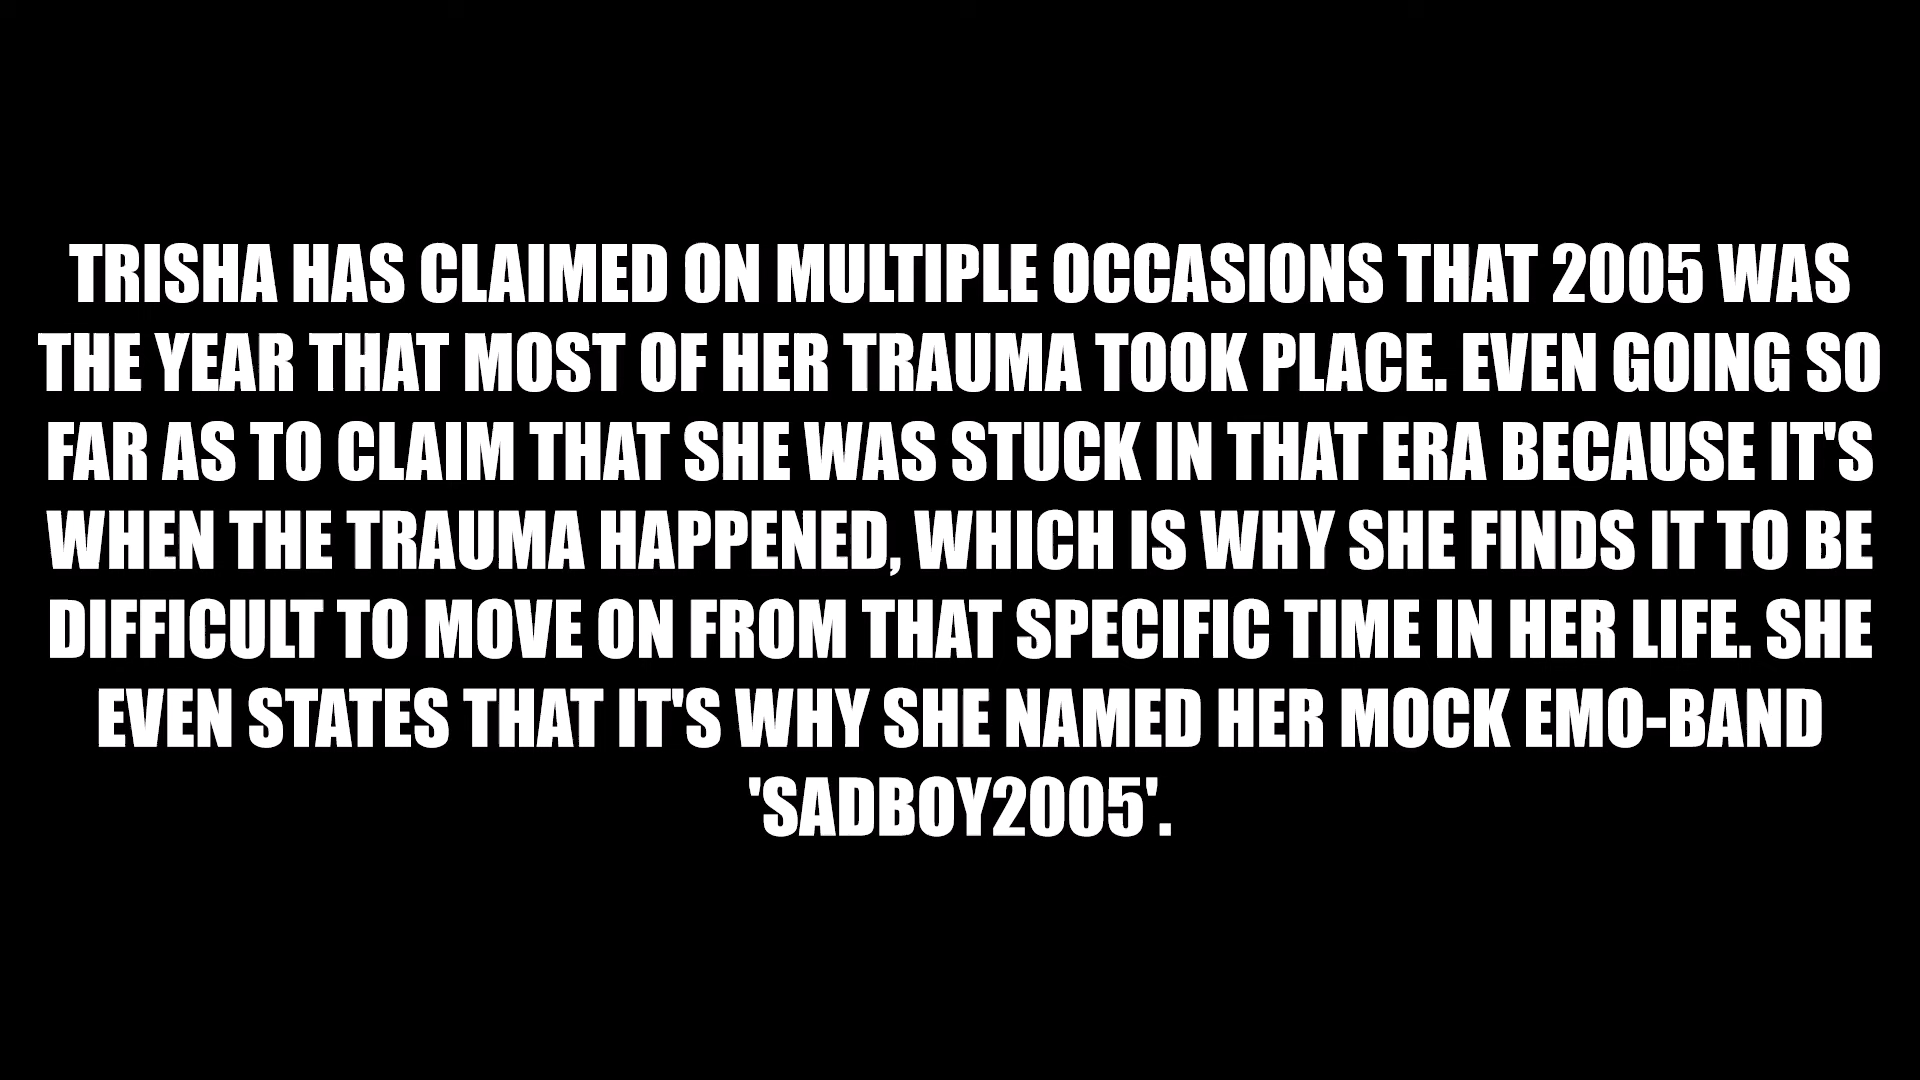 TRISHA HAS CLAIMED ON MULTIPLE OCCASIONS THAT 2005 WAS
THE YEAR THAT MOST OF HER TRAUMA TOOK PLACE. EVEN GOING SO
FAR AS TO CLAIM THAT SHE WAS STUCK IN THAT ERA BECAUSE IT'S
WHEN THE TRAUMA HAPPENED, WHICH IS WHY SHE FINDS IT TO BE
DIFFICULT TO MOVE ON FROM THAT SPECIFIC TIME IN HER LIFE. SHE
EVEN STATES THAT IT'S WHY SHE NAMED HER MOCK EMO-BAND
'SADBOY2005'.